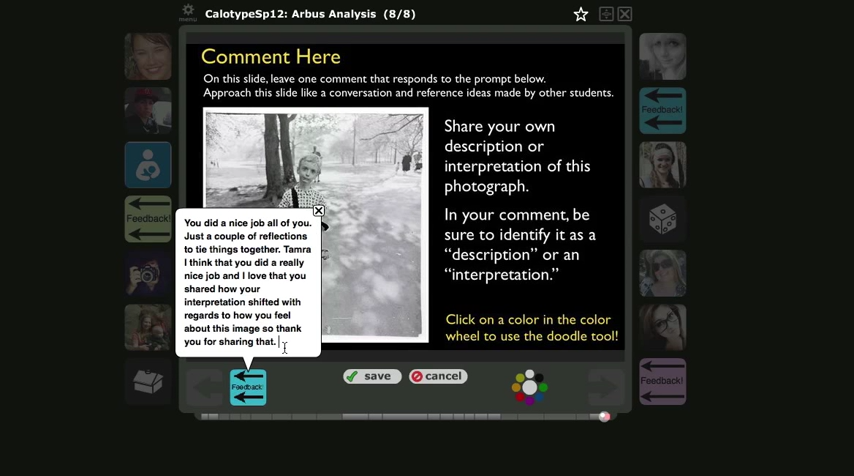 menu
CalotypeSp12: Arbus Analysis (8/8)
Comment Here
On this slide, leave one comment that responds to the prompt below.
Approach this slide like a conversation and reference ideas made by other students.
Share your own
description or
interpretation of this
photograph.
In your comment, be
sure to identify it as a
“description” or an
“interpretation.”
Click on a color in the color
wheel to use the doodle tool!
You did a nice job all of you.
Just a couple of reflections
to tie things together. Tamra
I think that you did a really
nice job and I love that you
shared how your
interpretation shifted with
regards to how you feel
about this image so thank
you for sharing that.
save
cancel
Feedback!
Feedback!
Feedback!
Feedback!